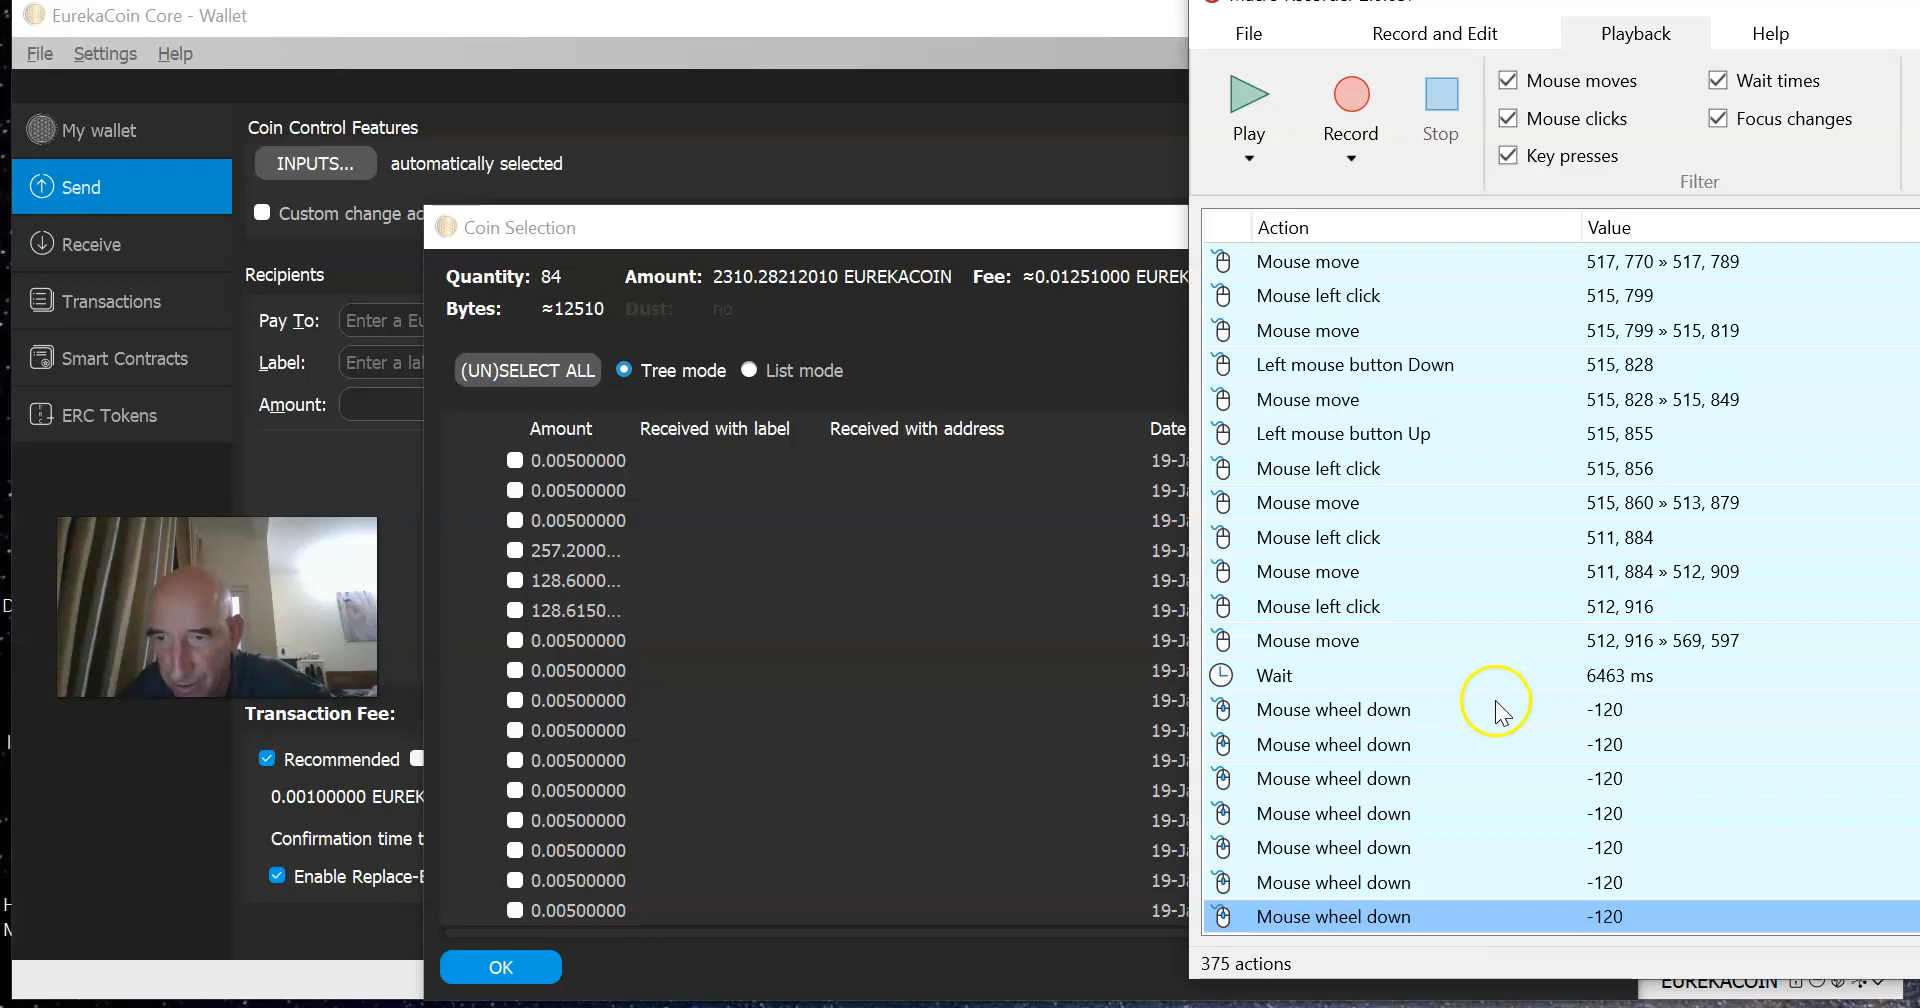 EurekaCoin Core - Wallet
File Settings Help
My wallet
Send
Receive
Transactions
Smart Contracts
ERC Tokens
Coin Control Features
INPUTS... automatically selected
Custom change
Recipients
Pay To: Enter a
Label: Enter a
Amount:
Transaction Fee:
Recommended
0.00100000
Confirmation time
Enable
Coin Selection
Quantity: 84 Amount: 2310.28212010 EUREKACOIN Fee: ≈0.01251000
Bytes: ≈12510 Dust: no
(UN)SELECT ALL Tree mode List mode
Amount Received with label Received with address Date
0.00500000
0.00500000
0.00500000
257.2000...
128.6000...
128.6150...
0.00500000
0.00500000
0.00500000
0.00500000
0.00500000
0.00500000
0.00500000
0.00500000
0.00500000
0.00500000
OK
File Record and Edit Playback Help
Play Record Stop
Mouse moves Wait times
Mouse clicks Focus changes
Key presses
Filter
Action Value
Mouse move 517, 770 » 517, 789
Mouse left click 515, 799
Mouse move 515, 799 » 515, 819
Left mouse button Down 515, 828
Mouse move 515, 828 » 515, 849
Left mouse button Up 515, 855
Mouse left click 515, 856
Mouse move 515, 860 » 513, 879
Mouse left click 511, 884
Mouse move 511, 884 » 512, 909
Mouse left click 512, 916
Mouse move 512, 916 » 569, 597
Wait 6463 ms
Mouse wheel down -120
Mouse wheel down -120
Mouse wheel down -120
Mouse wheel down -120
Mouse wheel down -120
Mouse wheel down -120
Mouse wheel down -120
375 actions
EUREKACOIN